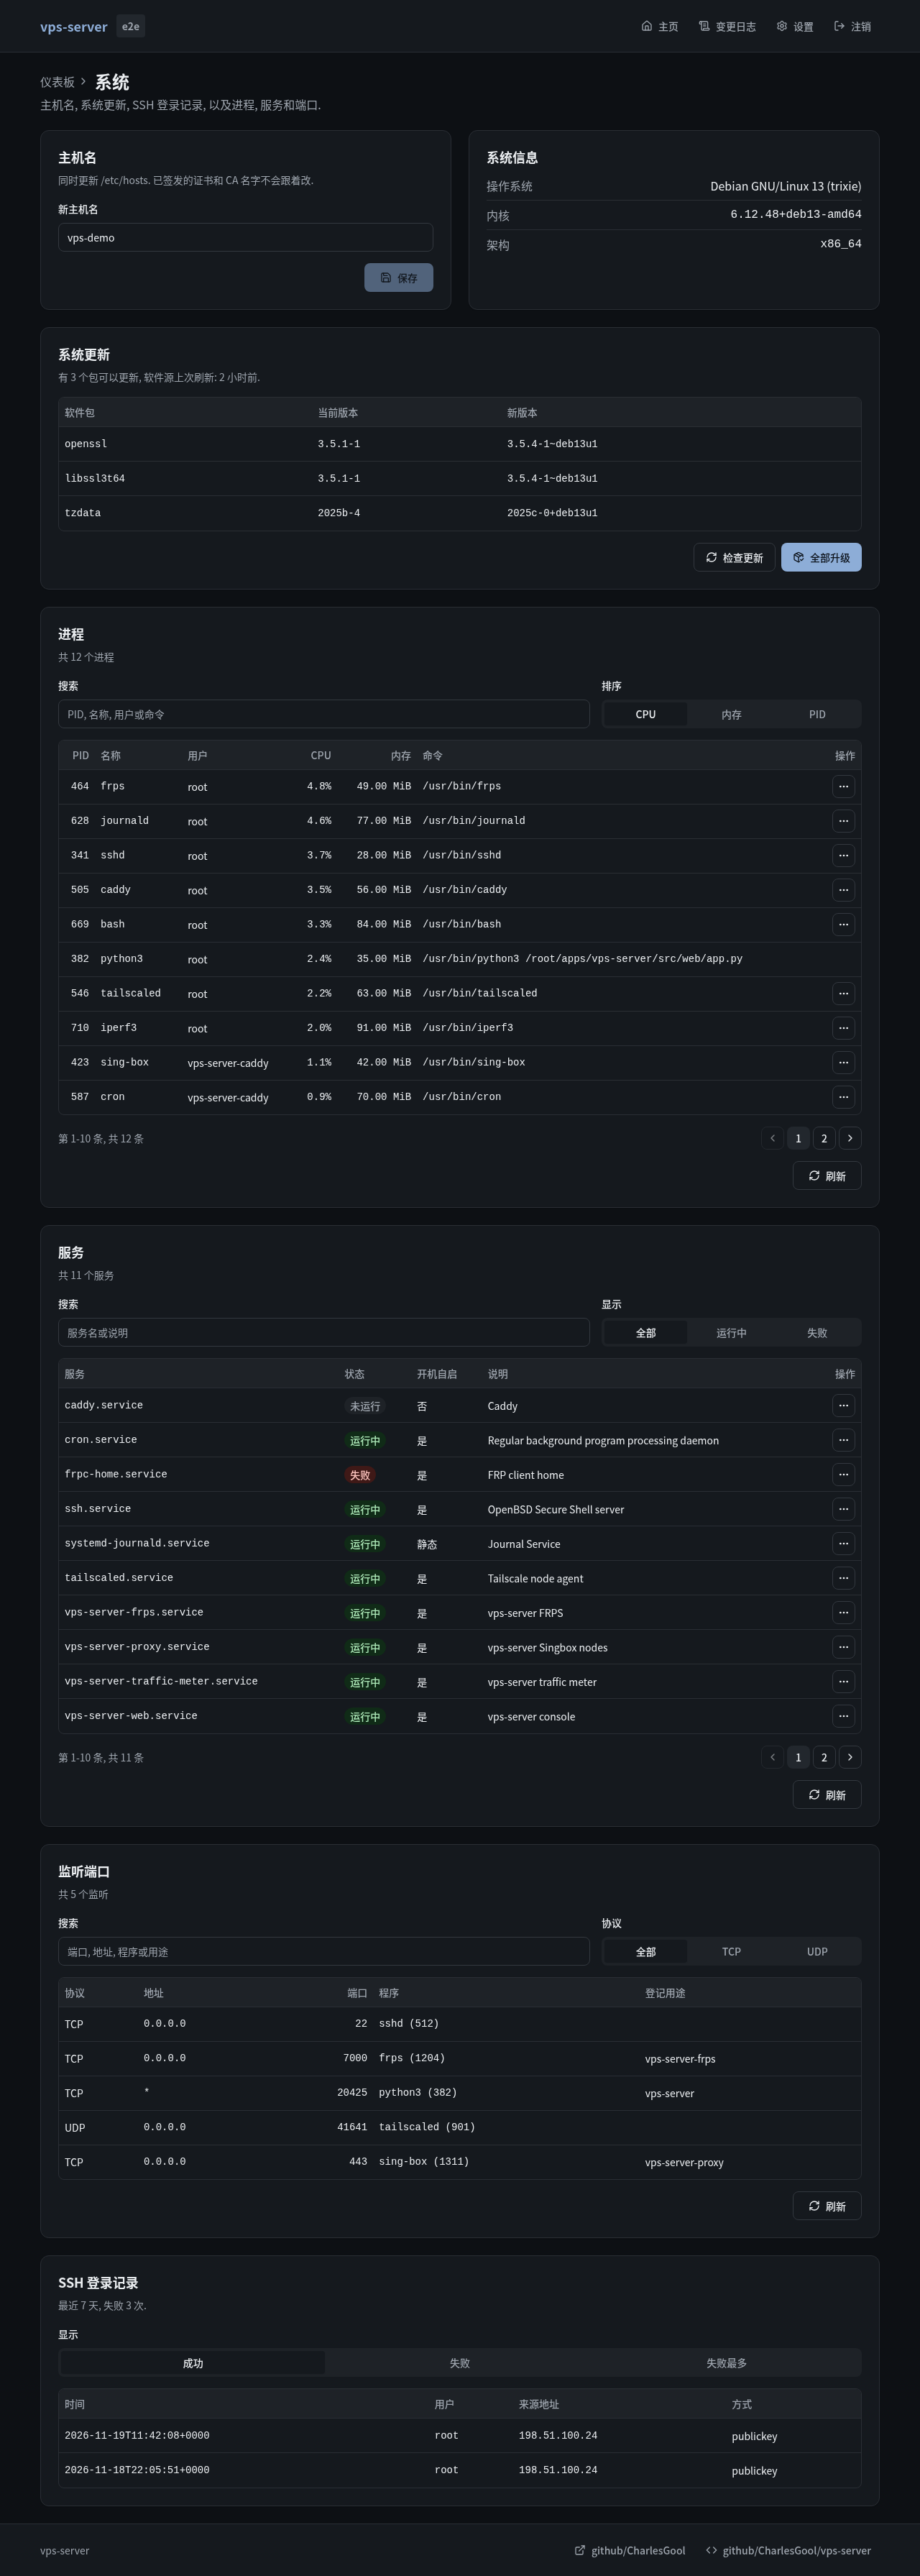 vps-server e2e 主页 变更日志 设置 注销
仪表板 系统
主机名, 系统更新, SSH 登录记录, 以及进程, 服务和端口.
主机名
同时更新 /etc/hosts. 已签发的证书和 CA 名字不会跟着改.
新主机名
vps-demo
保存
系统信息
操作系统 Debian GNU/Linux 13 (trixie)
内核 6.12.48+deb13-amd64
架构 x86_64
系统更新
有 3 个包可以更新, 软件源上次刷新: 2 小时前.
软件包 当前版本 新版本
openssl 3.5.1-1 3.5.4-1~deb13u1
libssl3t64 3.5.1-1 3.5.4-1~deb13u1
tzdata 2025b-4 2025c-0+deb13u1
检查更新 全部升级
进程
共 12 个进程
搜索 排序
PID, 名称, 用户或命令 CPU 内存 PID
PID 名称 用户 CPU 内存 命令 操作
464 frps root 4.8% 49.00 MiB /usr/bin/frps
628 journald root 4.6% 77.00 MiB /usr/bin/journald
341 sshd root 3.7% 28.00 MiB /usr/bin/sshd
505 caddy root 3.5% 56.00 MiB /usr/bin/caddy
669 bash root 3.3% 84.00 MiB /usr/bin/bash
382 python3 root 2.4% 35.00 MiB /usr/bin/python3 /root/apps/vps-server/src/web/app.py
546 tailscaled root 2.2% 63.00 MiB /usr/bin/tailscaled
710 iperf3 root 2.0% 91.00 MiB /usr/bin/iperf3
423 sing-box vps-server-caddy 1.1% 42.00 MiB /usr/bin/sing-box
587 cron vps-server-caddy 0.9% 70.00 MiB /usr/bin/cron
第 1-10 条, 共 12 条 1 2
刷新
服务
共 11 个服务
搜索 显示
服务名或说明 全部 运行中 失败
服务 状态 开机自启 说明 操作
caddy.service 未运行 否 Caddy
cron.service 运行中 是 Regular background program processing daemon
frpc-home.service 失败 是 FRP client home
ssh.service 运行中 是 OpenBSD Secure Shell server
systemd-journald.service 运行中 静态 Journal Service
tailscaled.service 运行中 是 Tailscale node agent
vps-server-frps.service 运行中 是 vps-server FRPS
vps-server-proxy.service 运行中 是 vps-server Singbox nodes
vps-server-traffic-meter.service 运行中 是 vps-server traffic meter
vps-server-web.service 运行中 是 vps-server console
第 1-10 条, 共 11 条 1 2
刷新
监听端口
共 5 个监听
搜索 协议
端口, 地址, 程序或用途 全部 TCP UDP
协议 地址 端口 程序 登记用途
TCP 0.0.0.0 22 sshd (512)
TCP 0.0.0.0 7000 frps (1204) vps-server-frps
TCP * 20425 python3 (382) vps-server
UDP 0.0.0.0 41641 tailscaled (901)
TCP 0.0.0.0 443 sing-box (1311) vps-server-proxy
刷新
SSH 登录记录
最近 7 天, 失败 3 次.
显示
成功 失败 失败最多
时间 用户 来源地址 方式
2026-11-19T11:42:08+0000 root 198.51.100.24 publickey
2026-11-18T22:05:51+0000 root 198.51.100.24 publickey
vps-server github/CharlesGool github/CharlesGool/vps-server